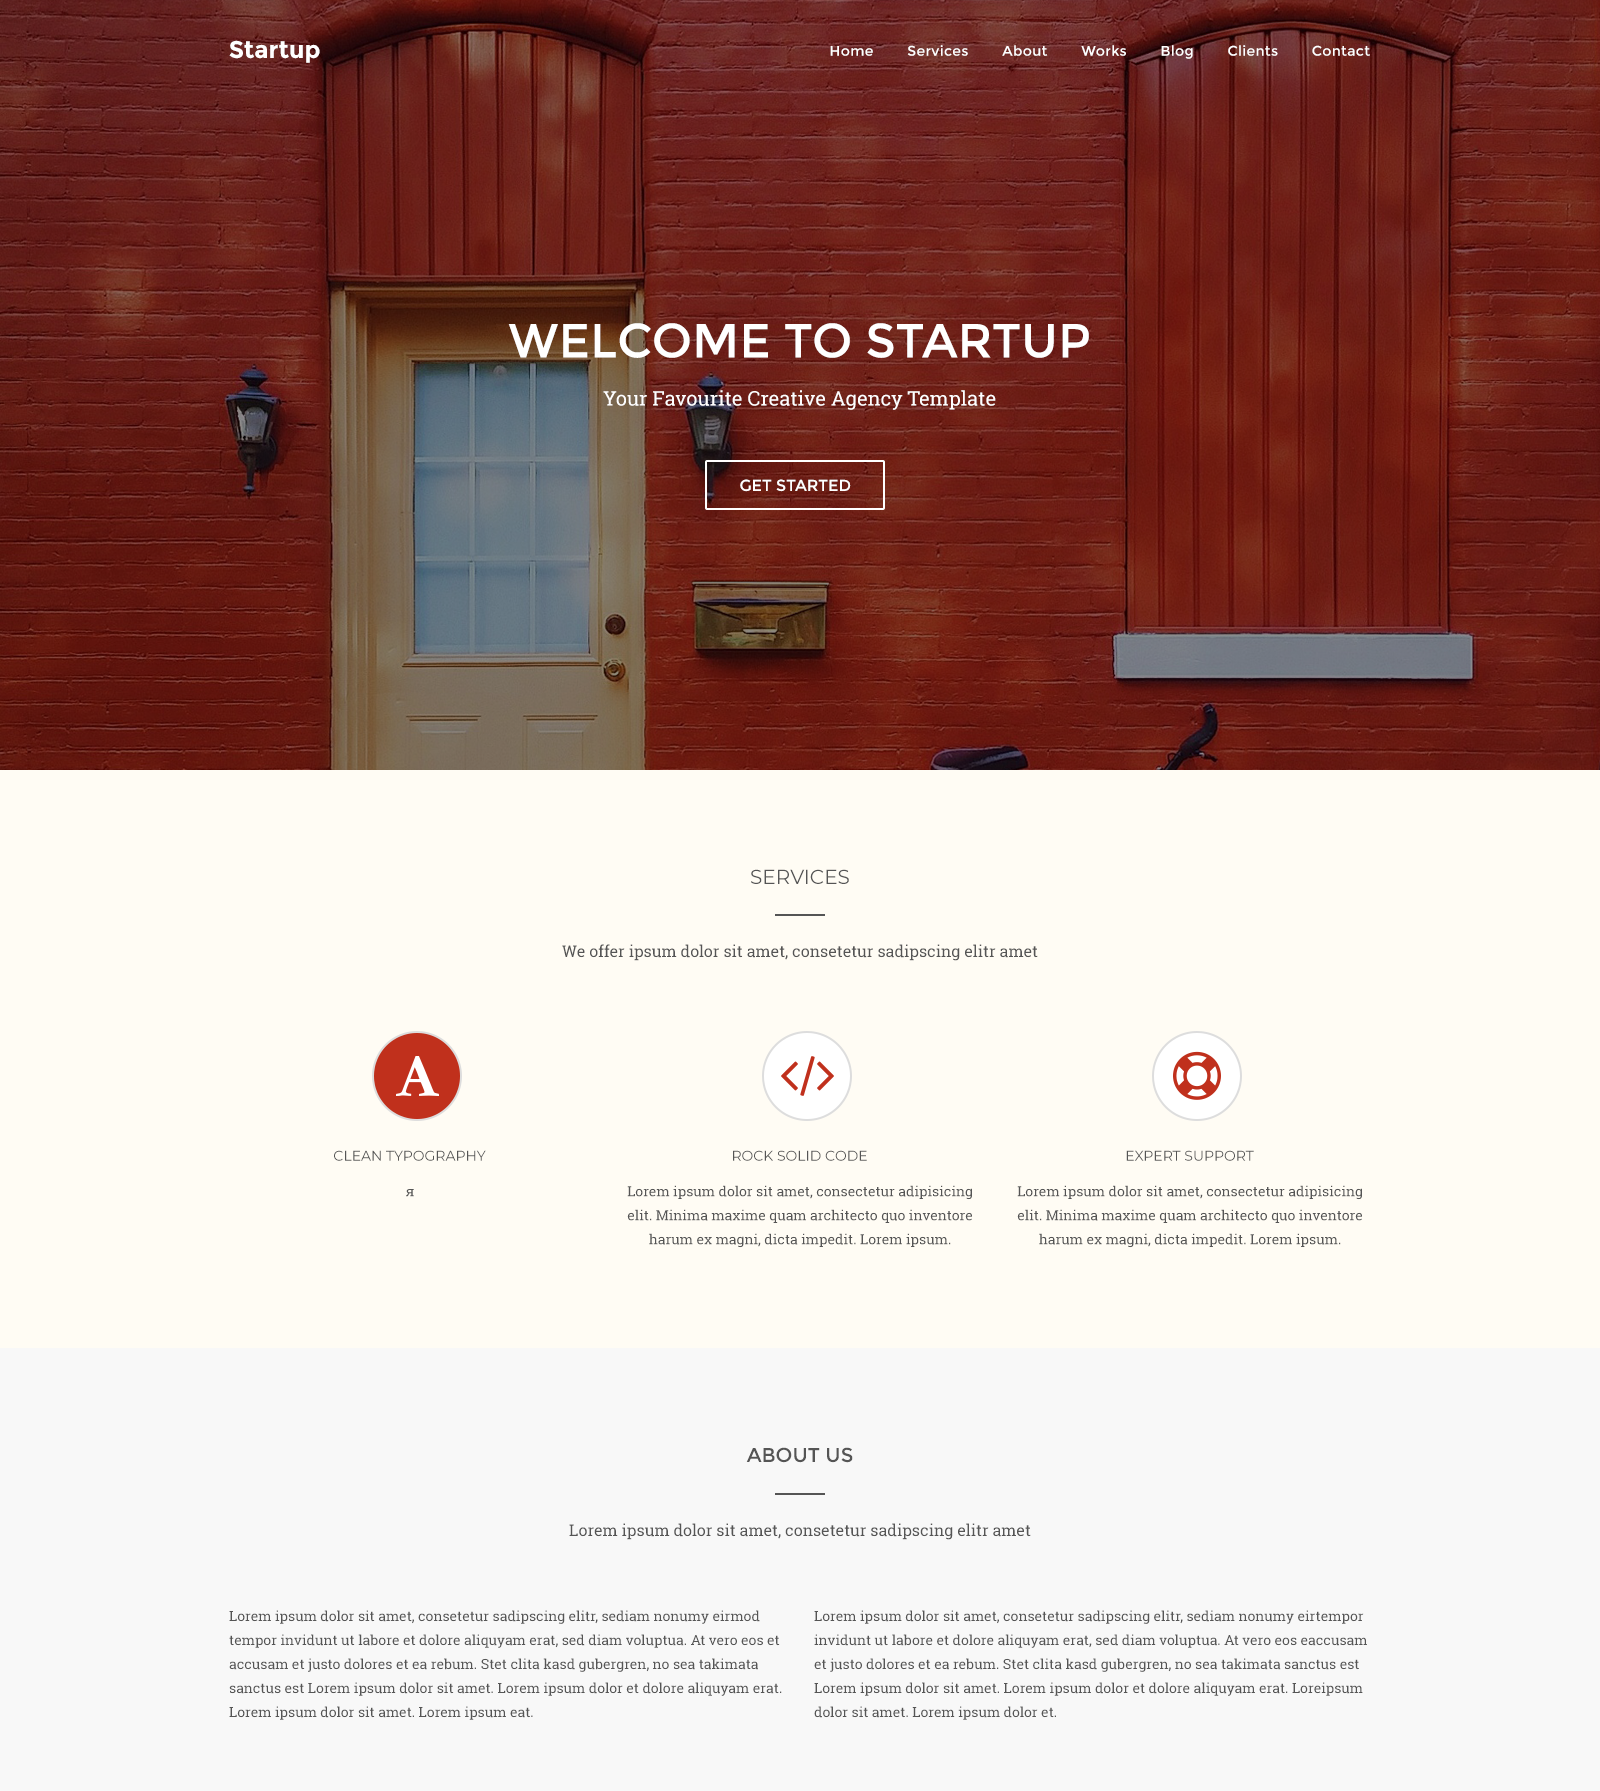 Startup
Home Services About Works Blog Clients Contact
WELCOME TO STARTUP
Your Favourite Creative Agency Template
GET STARTED
SERVICES
We offer ipsum dolor sit amet, consetetur sadipscing elitr amet
A
CLEAN TYPOGRAPHY
я
ROCK SOLID CODE
Lorem ipsum dolor sit amet, consectetur adipisicing
elit. Minima maxime quam architecto quo inventore
harum ex magni, dicta impedit. Lorem ipsum.
EXPERT SUPPORT
Lorem ipsum dolor sit amet, consectetur adipisicing
elit. Minima maxime quam architecto quo inventore
harum ex magni, dicta impedit. Lorem ipsum.
ABOUT US
Lorem ipsum dolor sit amet, consetetur sadipscing elitr amet
Lorem ipsum dolor sit amet, consetetur sadipscing elitr, sediam nonumy eirmod
tempor invidunt ut labore et dolore aliquyam erat, sed diam voluptua. At vero eos et
accusam et justo dolores et ea rebum. Stet clita kasd gubergren, no sea takimata
sanctus est Lorem ipsum dolor sit amet. Lorem ipsum dolor et dolore aliquyam erat.
Lorem ipsum dolor sit amet. Lorem ipsum eat.
Lorem ipsum dolor sit amet, consetetur sadipscing elitr, sediam nonumy eirtempor
invidunt ut labore et dolore aliquyam erat, sed diam voluptua. At vero eos eaccusam
et justo dolores et ea rebum. Stet clita kasd gubergren, no sea takimata sanctus est
Lorem ipsum dolor sit amet. Lorem ipsum dolor et dolore aliquyam erat. Loreipsum
dolor sit amet. Lorem ipsum dolor et.